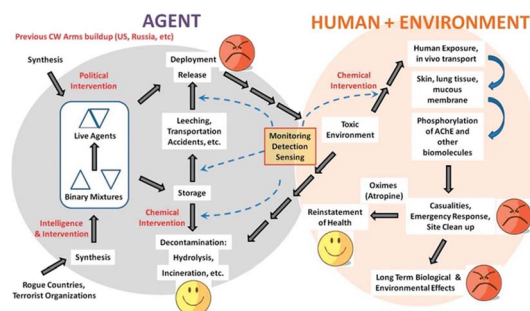 AGENT
HUMAN + ENVIRONMENT
Previous CW Arms buildup (US, Russia, etc)
Synthesis
Political
Intervention
Deployment
Release
Live Agents
Binary Mixtures
Leeching,
Transportation
Accidents, etc.
Storage
Chemical
Intervention
Intelligence
& Intervention
Synthesis
Rogue Countries,
Terrorist Organizations
Decontamination:
Hydrolysis,
Incineration, etc.
Monitoring
Detection
Sensing
Chemical
Intervention
Toxic
Environment
Human Exposure,
in vivo transport
Skin, lung tissue,
mucous
membrane
Phosphorylation
of AChE and
other
biomolecules
Oximes
(Atropine)
Reinstatement
of Health
Casualities,
Emergency Response,
Site Clean up
Long Term Biological &
Environmental Effects